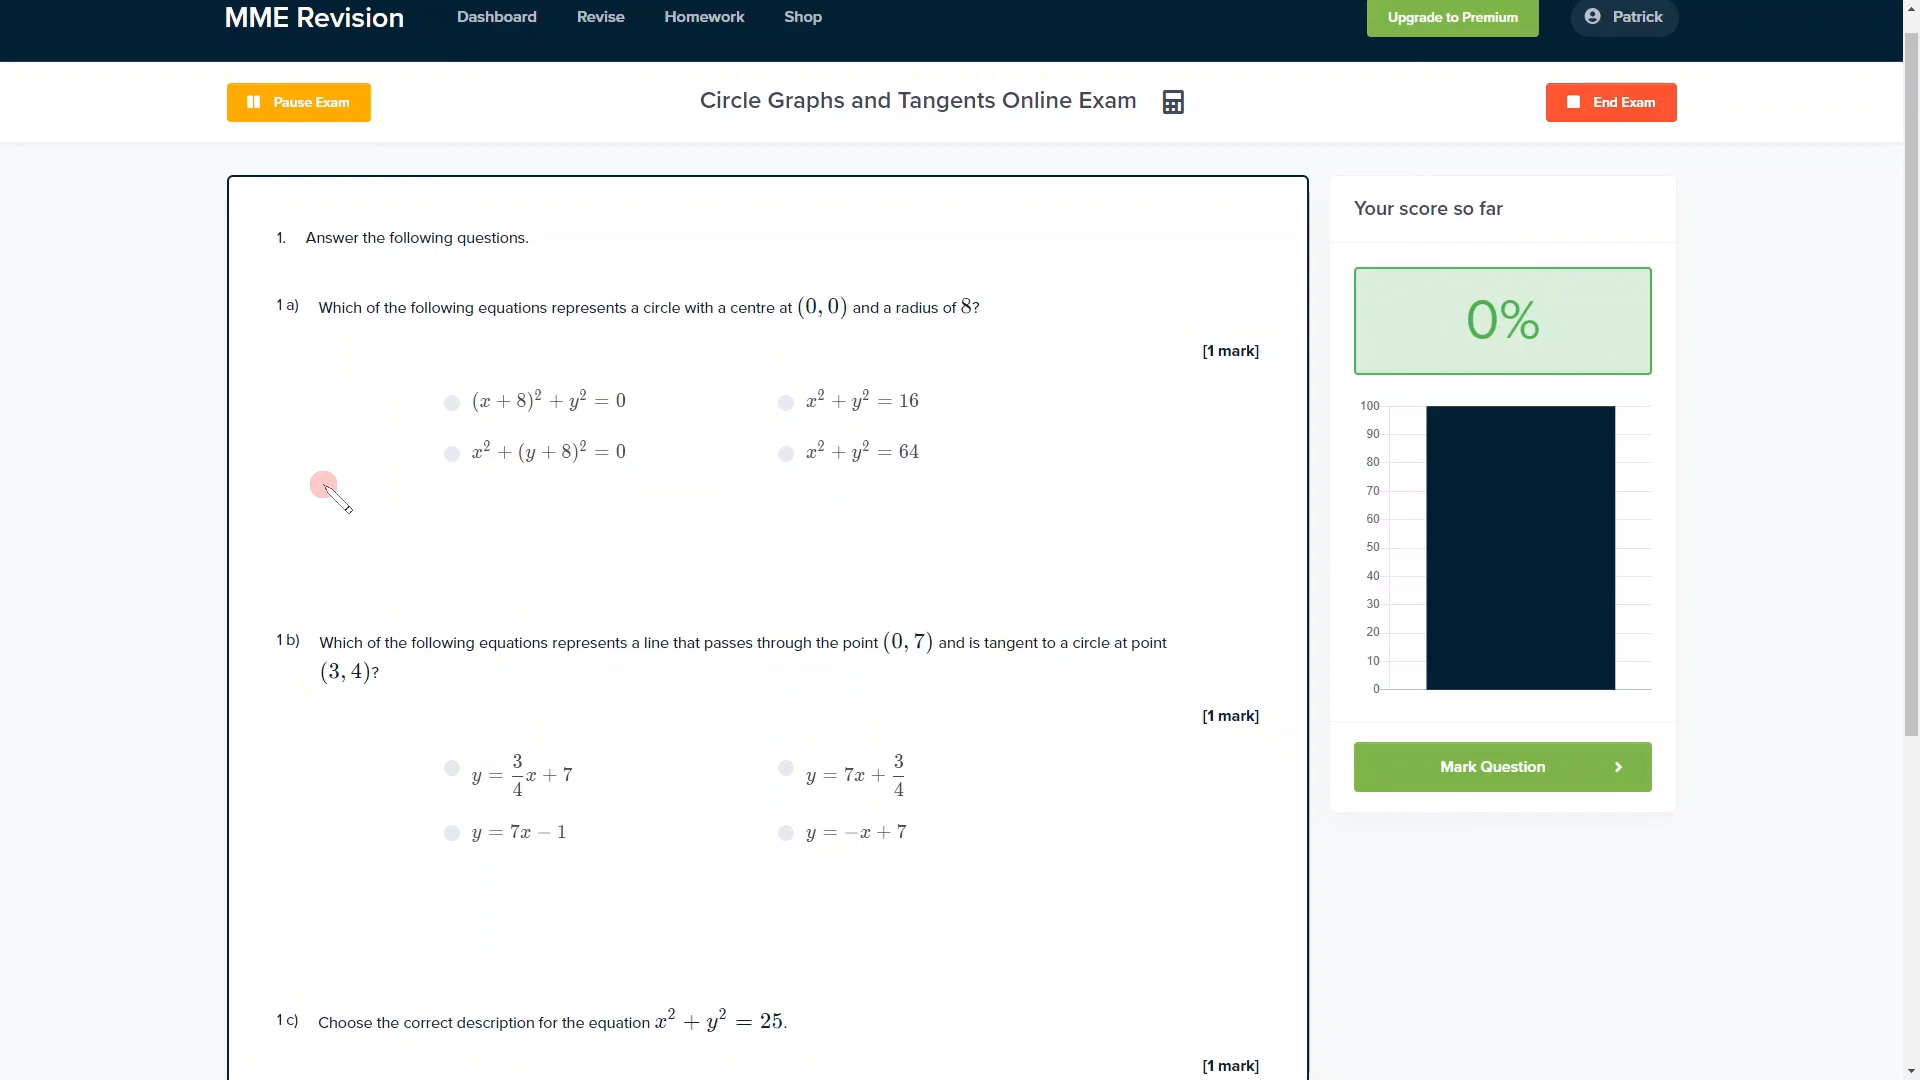 MME Revision Dashboard Revise Homework Shop Upgrade to Premium Patrick
Pause Exam Circle Graphs and Tangents Online Exam End Exam
1. Answer the following questions.
1 a) Which of the following equations represents a circle with a centre at (0, 0) and a radius of 8?
[1 mark]
(x + 8)² + y² = 0 x² + y² = 16
x² + (y + 8)² = 0 x² + y² = 64
1 b) Which of the following equations represents a line that passes through the point (0, 7) and is tangent to a circle at point
(3, 4)?
[1 mark]
y = 3/4 x + 7 y = 7x + 3/4
y = 7x − 1 y = −x + 7
1 c) Choose the correct description for the equation x² + y² = 25.
[1 mark]
Your score so far
0%
100
90
80
70
60
50
40
30
20
10
0
Mark Question